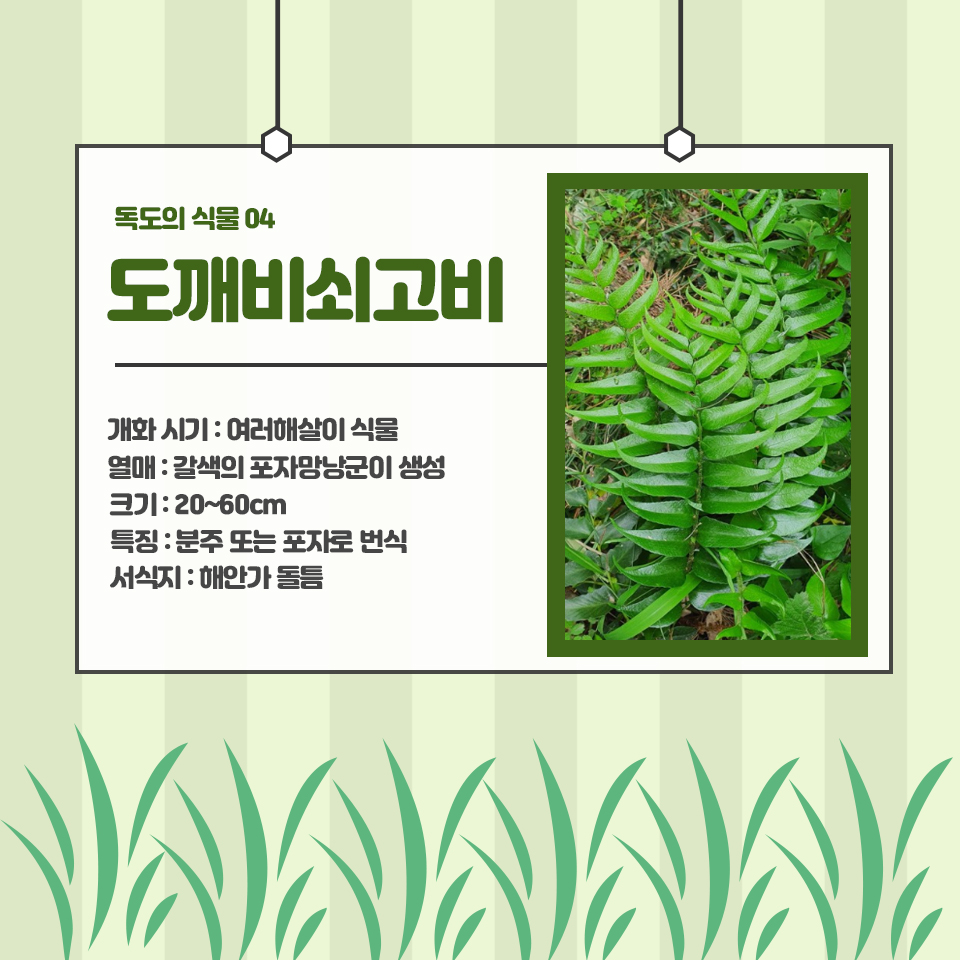 독도의 식물 04
도깨비쇠고비
개화 시기 : 여러해살이 식물
열매 : 갈색의 포자망낭군이 생성
크기 : 20~60cm
특징 : 분주 또는 포자로 번식
서식지 : 해안가 돌틈